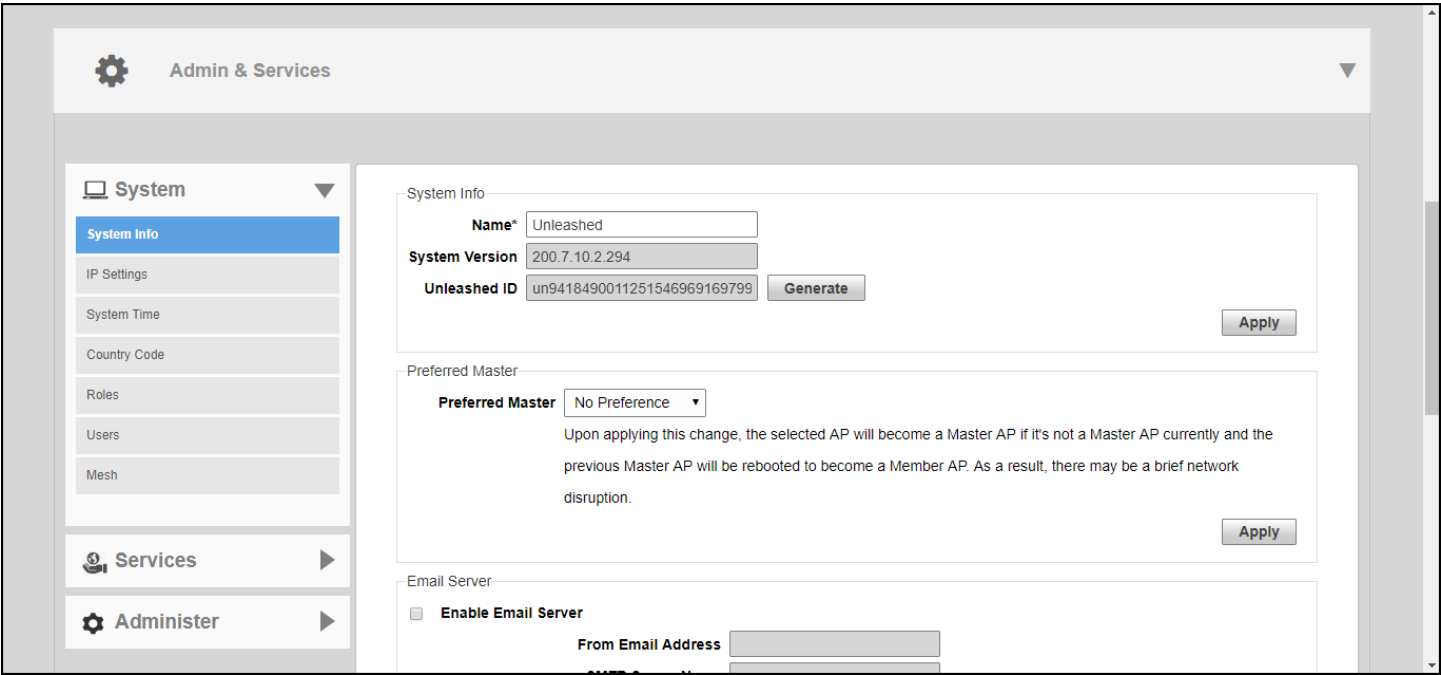 Admin & Services
System
System Info
IP Settings
System Time
Country Code
Roles
Users
Mesh
Services
Administer
System Info
Name* Unleashed
System Version 200.7.10.2.294
Unleashed ID un9418490011251546969169799 Generate
Apply
Preferred Master
Preferred Master No Preference
Upon applying this change, the selected AP will become a Master AP if it's not a Master AP currently and the
previous Master AP will be rebooted to become a Member AP. As a result, there may be a brief network
disruption.
Apply
Email Server
Enable Email Server
From Email Address